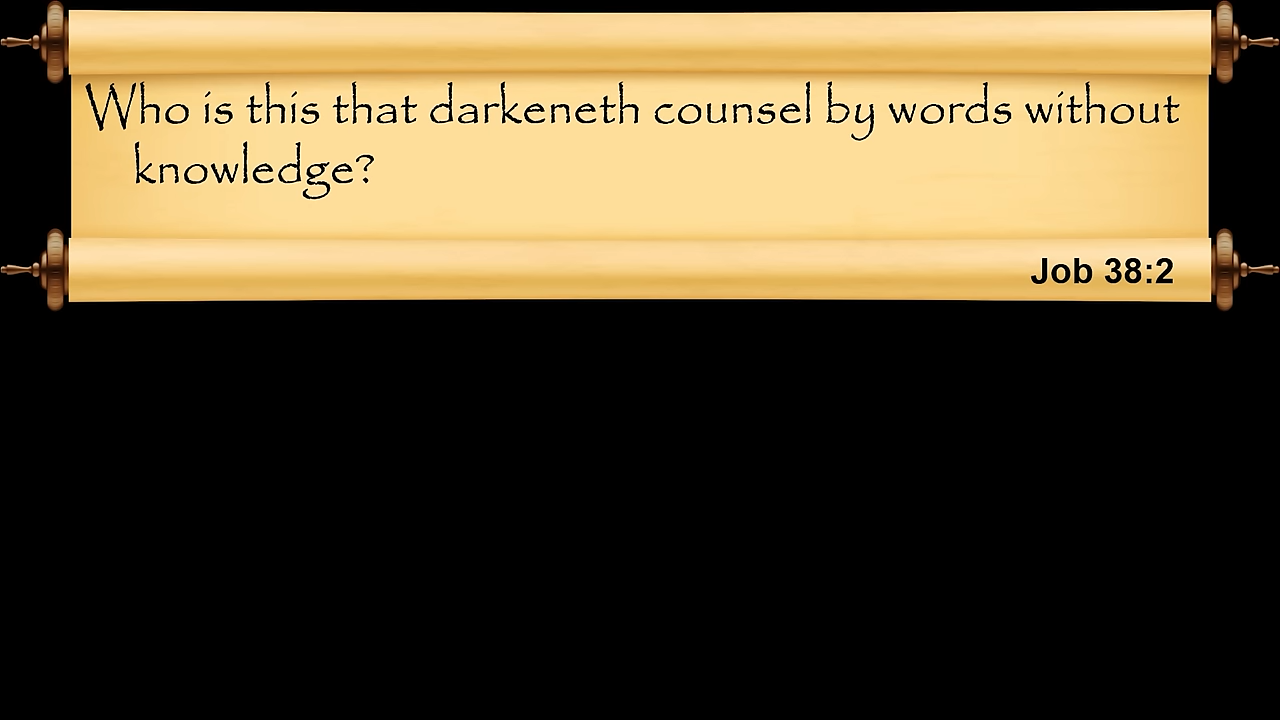 Who is this that darkeneth counsel by words without
knowledge?
Job 38:2